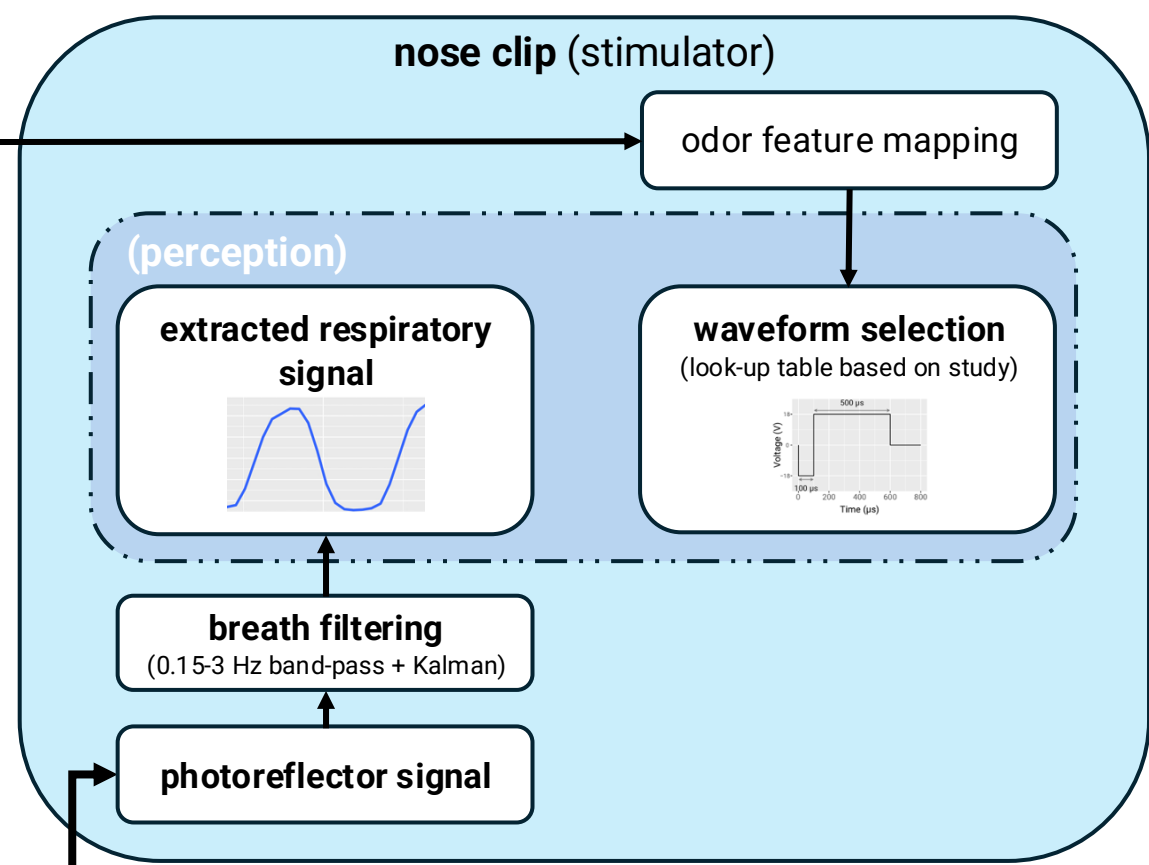 nose clip (stimulator)
odor feature mapping
(perception)
extracted respiratory
signal
waveform selection
(look-up table based on study)
500 µs
18
0
-18
Voltage (V)
100 µs
0 200 400 600 800
Time (µs)
breath filtering
(0.15-3 Hz band-pass + Kalman)
photoreflector signal